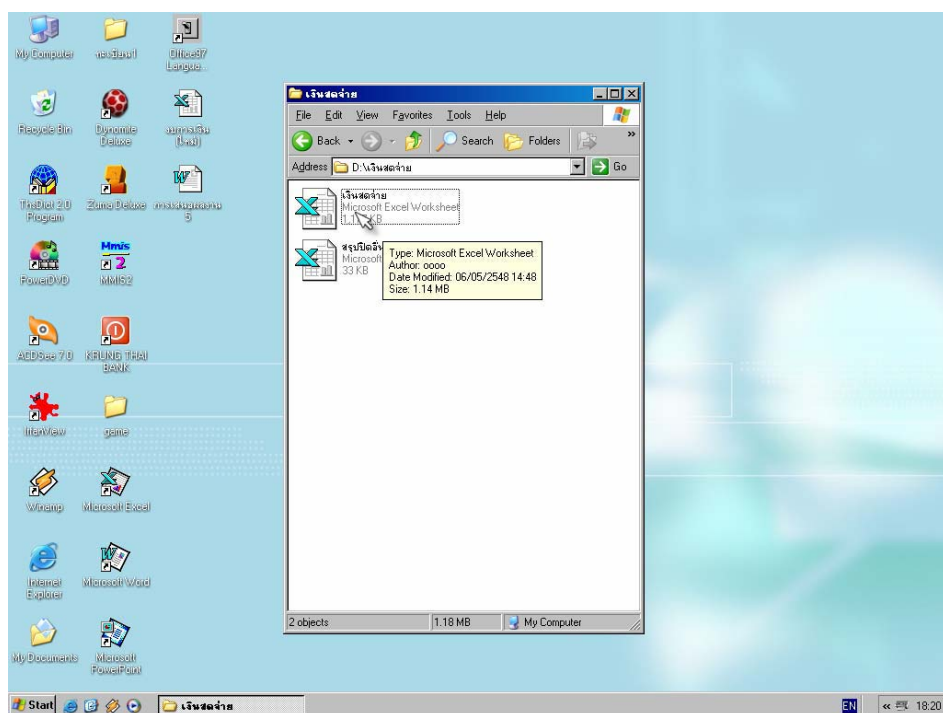 My Computer
Office97
Recycle Bin
Dynomite
Deluxe
TheDict 2.0
Program
Zuma Deluxe
5
PowerDVD
Mmis
2
MMIS2
ACDSee 7.0
KRUNG THAI
BANK
IrfanView
game
Winamp
Microsoft Excel
Internet
Explorer
Microsoft Word
My Documents
Microsoft
PowerPoint
เงินสดจ่าย
File Edit View Favorites Tools Help
Back Search Folders »
Address D:\เงินสดจ่าย Go
เงินสดจ่าย
Microsoft Excel Worksheet
Microsoft
33 KB
Type: Microsoft Excel Worksheet
Author: oooo
Date Modified: 06/05/2548 14:48
Size: 1.14 MB
2 objects 1.18 MB My Computer
Start เงินสดจ่าย EN « 18:20